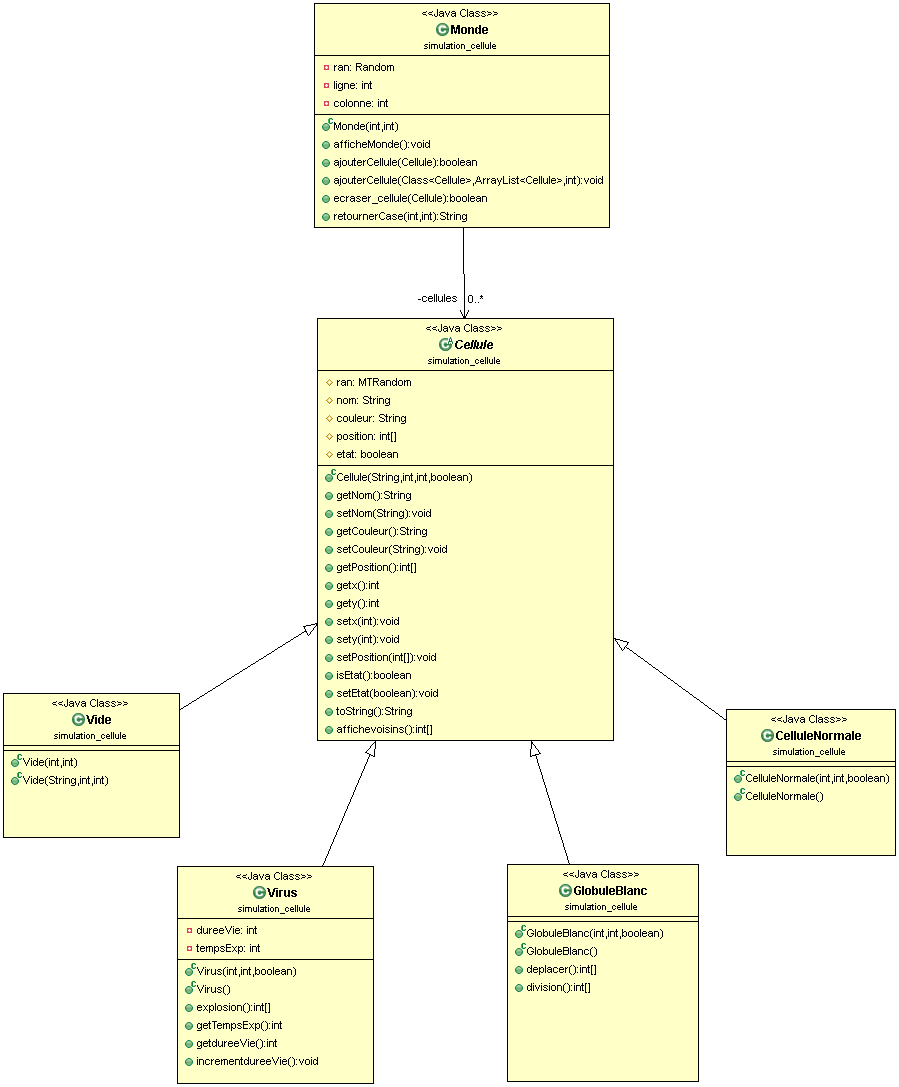 <<Java Class>>
Monde
simulation_cellule
ran: Random
ligne: int
colonne: int
Monde(int,int)
afficheMonde():void
ajouterCellule(Cellule):boolean
ajouterCellule(Class<Cellule>,ArrayList<Cellule>,int):void
ecraser_cellule(Cellule):boolean
retournerCase(int,int):String
-cellules 0..*
<<Java Class>>
Cellule
simulation_cellule
ran: MTRandom
nom: String
couleur: String
position: int[]
etat: boolean
Cellule(String,int,int,boolean)
getNom():String
setNom(String):void
getCouleur():String
setCouleur(String):void
getPosition():int[]
getx():int
gety():int
setx(int):void
sety(int):void
setPosition(int[]):void
isEtat():boolean
setEtat(boolean):void
toString():String
affichevoisins():int[]
<<Java Class>>
Vide
simulation_cellule
Vide(int,int)
Vide(String,int,int)
<<Java Class>>
CelluleNormale
simulation_cellule
CelluleNormale(int,int,boolean)
CelluleNormale()
<<Java Class>>
Virus
simulation_cellule
dureeVie: int
tempsExp: int
Virus(int,int,boolean)
Virus()
explosion():int[]
getTempsExp():int
getdureeVie():int
incrementdureeVie():void
<<Java Class>>
GlobuleBlanc
simulation_cellule
GlobuleBlanc(int,int,boolean)
GlobuleBlanc()
deplacer():int[]
division():int[]